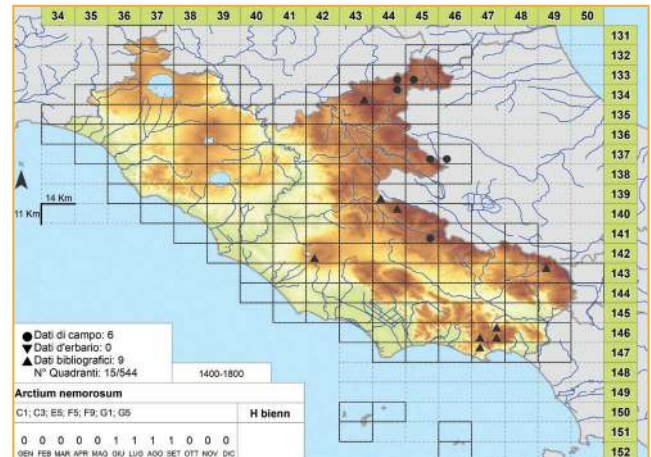 34 35 36 37 38 39 40 41 42 43 44 45 46 47 48 49 50
131
132
133
134
135
136
137
138
139
140
141
142
143
144
145
146
147
148
149
150
151
152
N
14 Km
11 Km
Dati di campo: 6
Dati d'erbario: 0
Dati bibliografici: 9
N° Quadranti: 15/544
1400-1800
Arctium nemorosum
C1; C3; E5; F5; F9; G1; G5
H bienn
0 0 0 0 0 1 1 1 1 0 0 0
GEN FEB MAR APR MAG GIU LUG AGO SET OTT NOV DIC